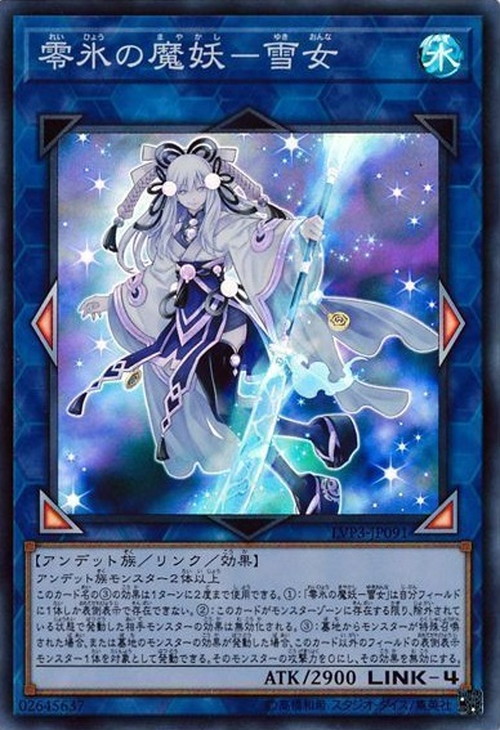 零氷の魔妖－雪女
水
LVP3-JP091
【アンデット族／リンク／効果】
アンデット族モンスター２体以上
このカード名の③の効果は1ターンに２度まで使用できる。①：「零氷の魔妖－雪女」は自分フィールド
に１体しか表側表示で存在できない。②：このカードがモンスターゾーンに存在する限り、除外されて
いる状態で発動した相手モンスターの効果は無効化される。③：墓地からモンスターが特殊召喚
された場合、または墓地のモンスターの効果が発動した場合、このカード以外のフィールドの表側表示
モンスター１体を対象として発動できる。そのモンスターの攻撃力を０にし、その効果を無効にする。
ATK/2900 LINK-4
02645637
©高橋和希 スタジオ・ダイス/集英社